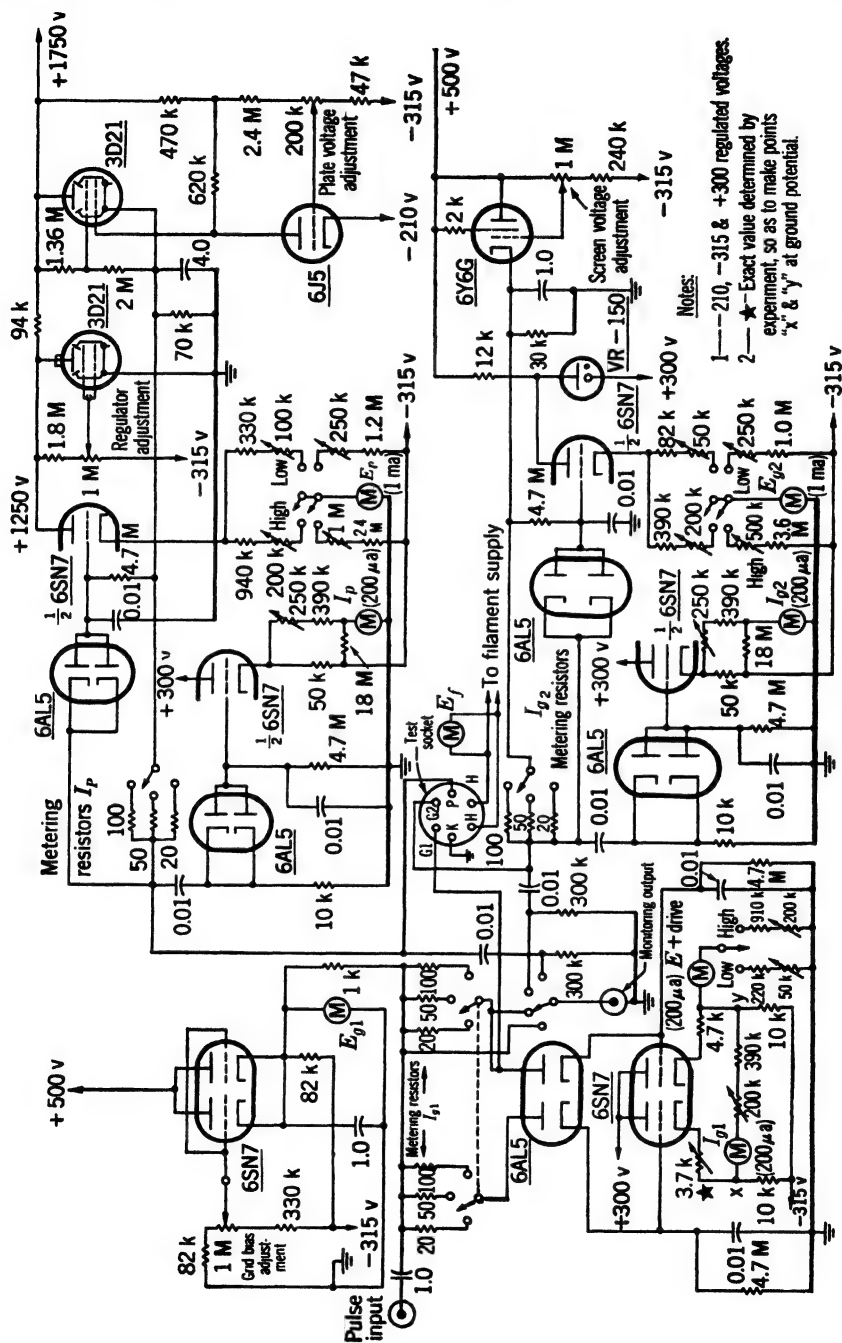 +1750 v
3D21
470 k
2.4 M
200 k
47 k
-315 v
620 k
Plate voltage
adjustment
6J5
-210 v
1.36 M
2 M
4.0
94 k
3D21
70 k
1.8 M
Regulator
adjustment
1 M
-315 v
+1250 v
½ 6SN7
4.7 M
0.01
330 k
100 k
Low
250 k
1.2 M
-315 v
High
Ep
(1 ma)
940 k
200 k
1 M
2.4
M
6AL5
+300 v
½ 6SN7
250 k
390 k
Ip
(200 μa)
50 k
18 M
4.7 M
0.01
Metering
resistors Ip
100
50
20
6AL5
0.01
10 k
+500 v
6Y6G
2 k
1 M
240 k
-315 v
Screen voltage
adjustment
1.0
12 k
30 k
VR-150
+300 v
½ 6SN7
82 k
50 k
Low
250 k
1.0 M
-315 v
4.7 M
0.01
390 k
200 k
High
500 k
3.6
M
Eg2
(1 ma)
6AL5
+300 v
½ 6SN7
250 k
390 k
Ig2
(200 μa)
50 k
18 M
4.7 M
0.01
6AL5
0.01
10 k
Notes:
1— -210, -315 & +300 regulated voltages.
2— ★-Exact value determined by
experiment, so as to make points
"x" & "y" at ground potential.
To filament supply
Ef
Test
socket
G1
G2
P
H
K
H
Ig2
Metering resistors
100
50
20
0.01
300 k
0.01
300 k
Monitoring output
+500 v
6SN7
82 k
1 M
Grid bias
adjust-
ment
330 k
-315 v
82 k
1.0
Eg1
1 k
Pulse
input
1.0
20
50
100
Metering resistors
Ig1
20
50
100
6AL5
6SN7
+300 v
(200 μa) E + drive
0.01
4.7
M
High
910 k
200 k
Low
220 k
50 k
y
4.7 k
10 k
390 k
200 k
Ig1
(200 μa)
3.7 k
★
x
10 k
-315 v
0.01
4.7 M
M
M
M
M
M
M
M
M